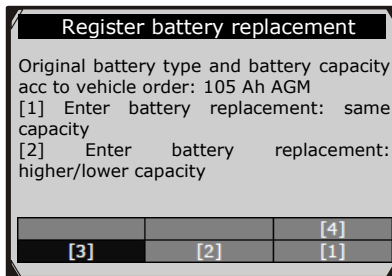 Register battery replacement
Original battery type and battery capacity
acc to vehicle order: 105 Ah AGM
[1] Enter battery replacement: same
capacity
[2] Enter battery replacement:
higher/lower capacity
[4]
[3] [2] [1]